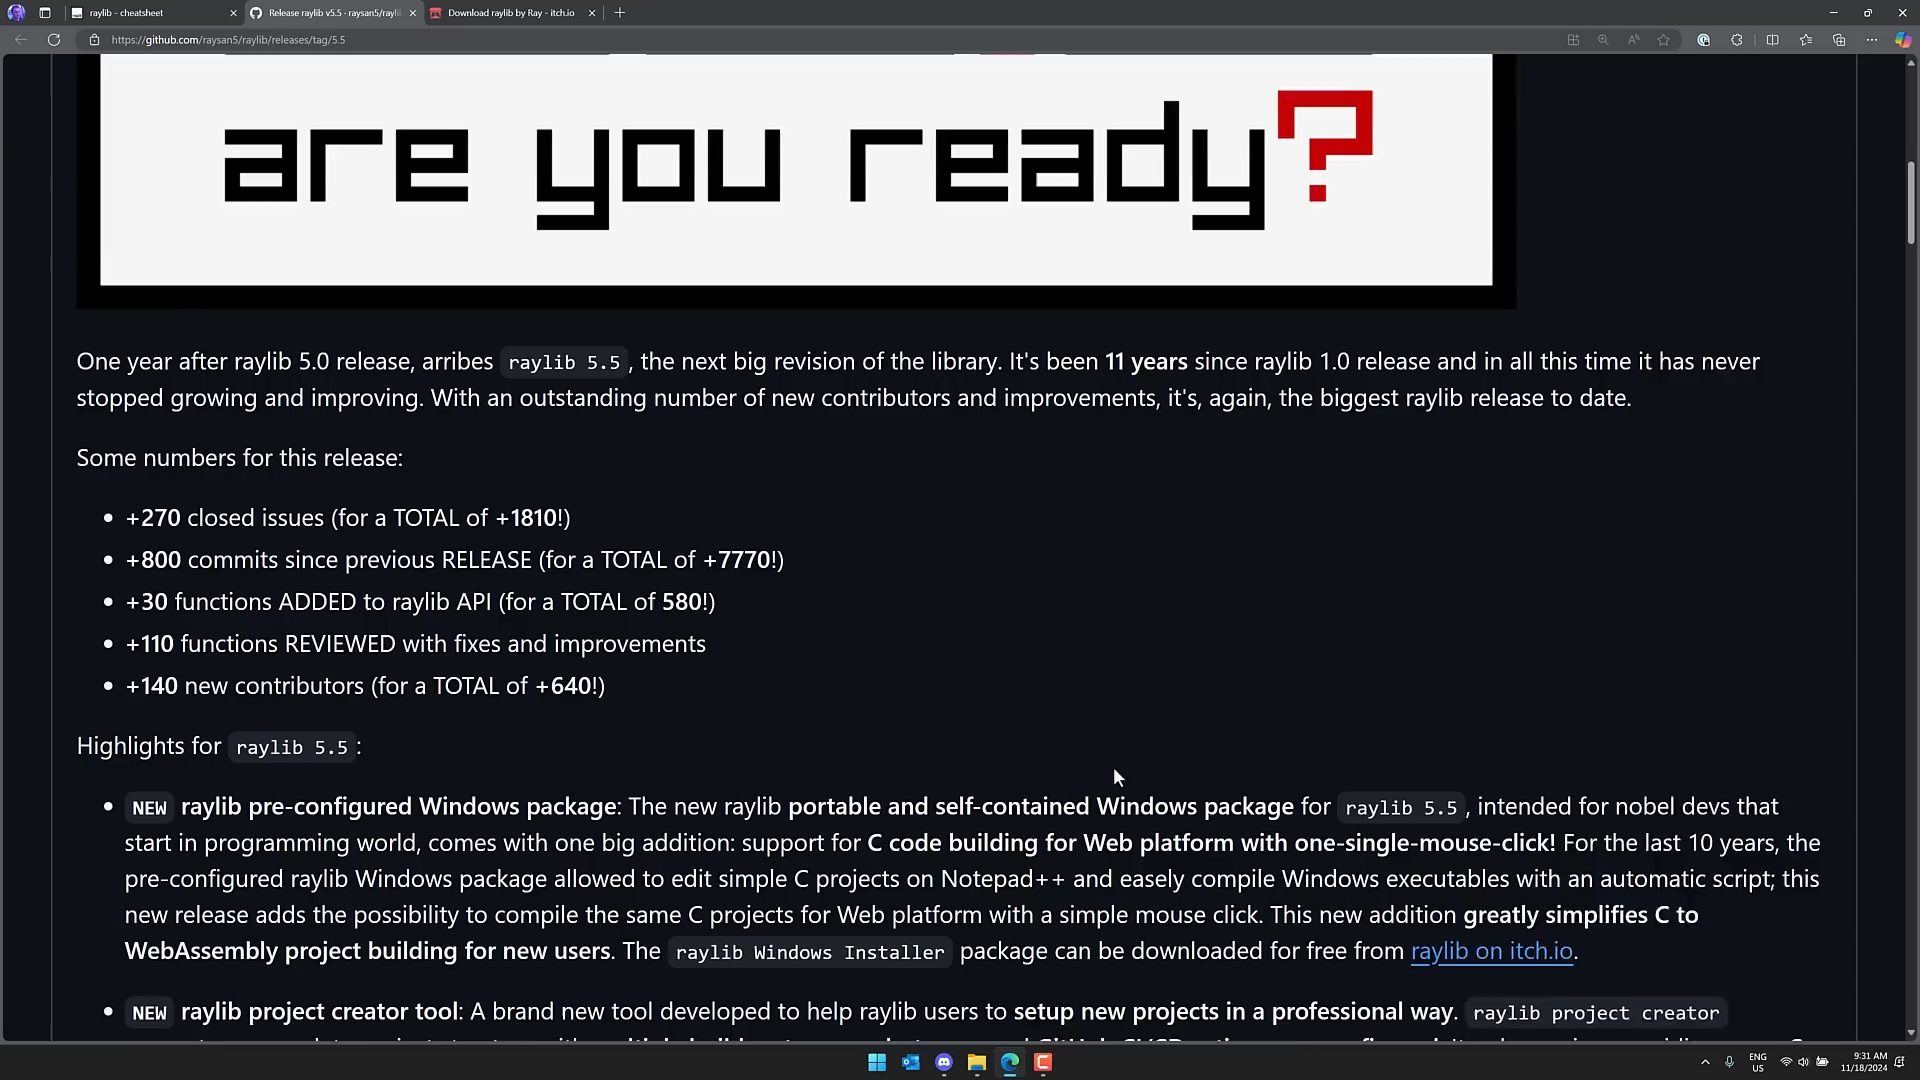 raylib - cheatsheet
Release raylib v5.5 · raysan5/rayli
Download raylib by Ray - itch.io
https://github.com/raysan5/raylib/releases/tag/5.5
are you ready?
One year after raylib 5.0 release, arribes raylib 5.5, the next big revision of the library. It's been 11 years since raylib 1.0 release and in all this time it has never
stopped growing and improving. With an outstanding number of new contributors and improvements, it's, again, the biggest raylib release to date.
Some numbers for this release:
• +270 closed issues (for a TOTAL of +1810!)
• +800 commits since previous RELEASE (for a TOTAL of +7770!)
• +30 functions ADDED to raylib API (for a TOTAL of 580!)
• +110 functions REVIEWED with fixes and improvements
• +140 new contributors (for a TOTAL of +640!)
Highlights for raylib 5.5:
• NEW raylib pre-configured Windows package: The new raylib portable and self-contained Windows package for raylib 5.5, intended for nobel devs that
start in programming world, comes with one big addition: support for C code building for Web platform with one-single-mouse-click! For the last 10 years, the
pre-configured raylib Windows package allowed to edit simple C projects on Notepad++ and easely compile Windows executables with an automatic script; this
new release adds the possibility to compile the same C projects for Web platform with a simple mouse click. This new addition greatly simplifies C to
WebAssembly project building for new users. The raylib Windows Installer package can be downloaded for free from raylib on itch.io.
• NEW raylib project creator tool: A brand new tool developed to help raylib users to setup new projects in a professional way. raylib project creator
ENG
US
9:31 AM
11/18/2024